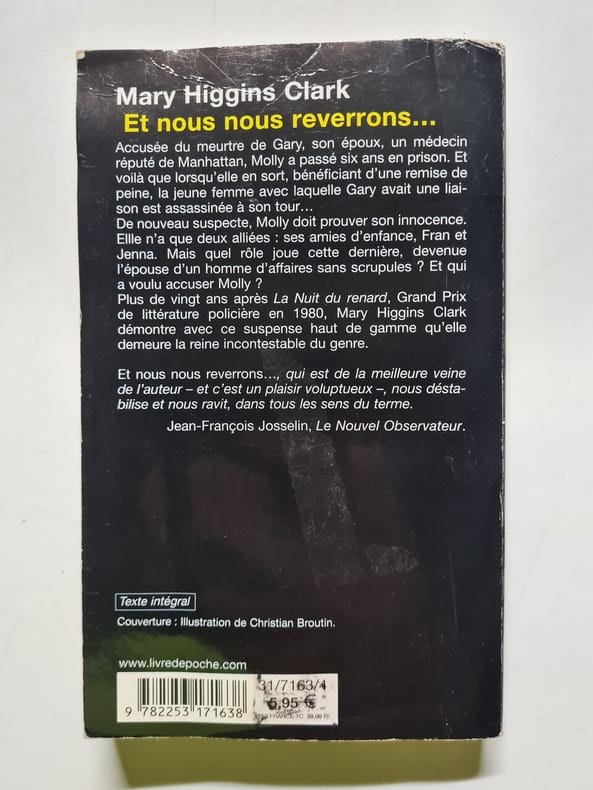 Mary Higgins Clark
Et nous nous reverrons...
Accusée du meurtre de Gary, son époux, un médecin
réputé de Manhattan, Molly a passé six ans en prison. Et
voilà que lorsqu'elle en sort, bénéficiant d'une remise de
peine, la jeune femme avec laquelle Gary avait une liai-
son est assassinée à son tour...
De nouveau suspecte, Molly doit prouver son innocence.
Ellle n'a que deux alliées : ses amies d'enfance, Fran et
Jenna. Mais quel rôle joue cette dernière, devenue
l'épouse d'un homme d'affaires sans scrupules ? Et qui
a voulu accuser Molly ?
Plus de vingt ans après La Nuit du renard, Grand Prix
de littérature policière en 1980, Mary Higgins Clark
démontre avec ce suspense haut de gamme qu'elle
demeure la reine incontestable du genre.
Et nous nous reverrons..., qui est de la meilleure veine
de l'auteur – et c'est un plaisir voluptueux –, nous désta-
bilise et nous ravit, dans tous les sens du terme.
Jean-François Josselin, Le Nouvel Observateur.
Texte intégral
Couverture : Illustration de Christian Broutin.
www.livredepoche.com
31/7163/4
5,95 €
9 782253 171638